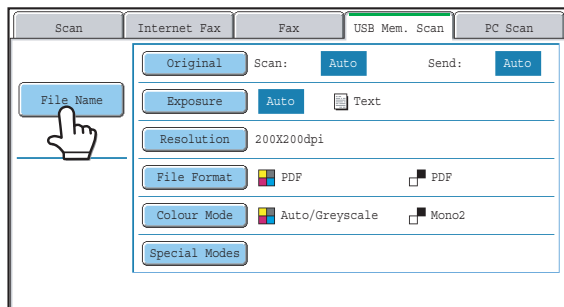 Scan Internet Fax Fax USB Mem. Scan PC Scan
Original Scan: Auto Send: Auto
File Name Exposure Auto Text
Resolution 200X200dpi
File Format PDF PDF
Colour Mode Auto/Greyscale Mono2
Special Modes